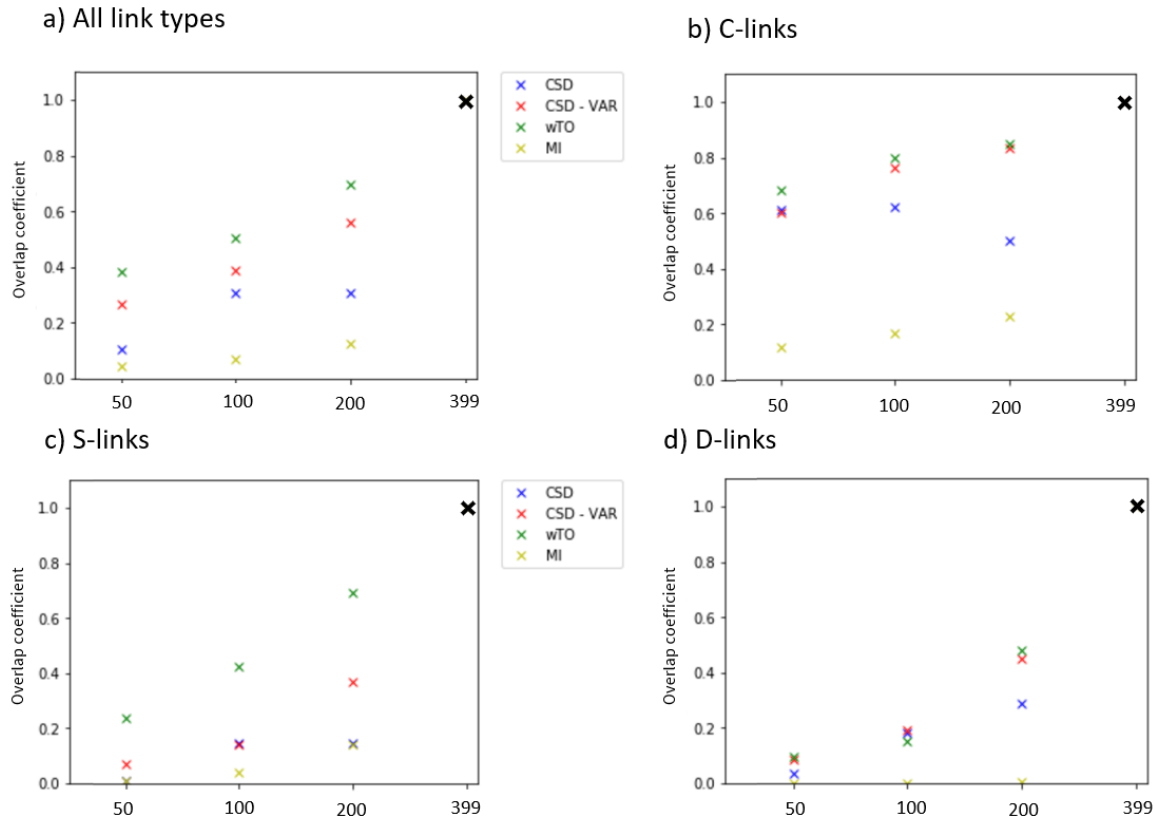 a) All link types
1.0
0.8
0.6
0.4
0.2
0.0
Overlap coefficient
50 100 200 399
CSD
CSD - VAR
wTO
MI
b) C-links
1.0
0.8
0.6
0.4
0.2
0.0
Overlap coefficient
50 100 200 399
c) S-links
1.0
0.8
0.6
0.4
0.2
0.0
Overlap coefficient
50 100 200 399
CSD
CSD - VAR
wTO
MI
d) D-links
1.0
0.8
0.6
0.4
0.2
0.0
Overlap coefficient
50 100 200 399